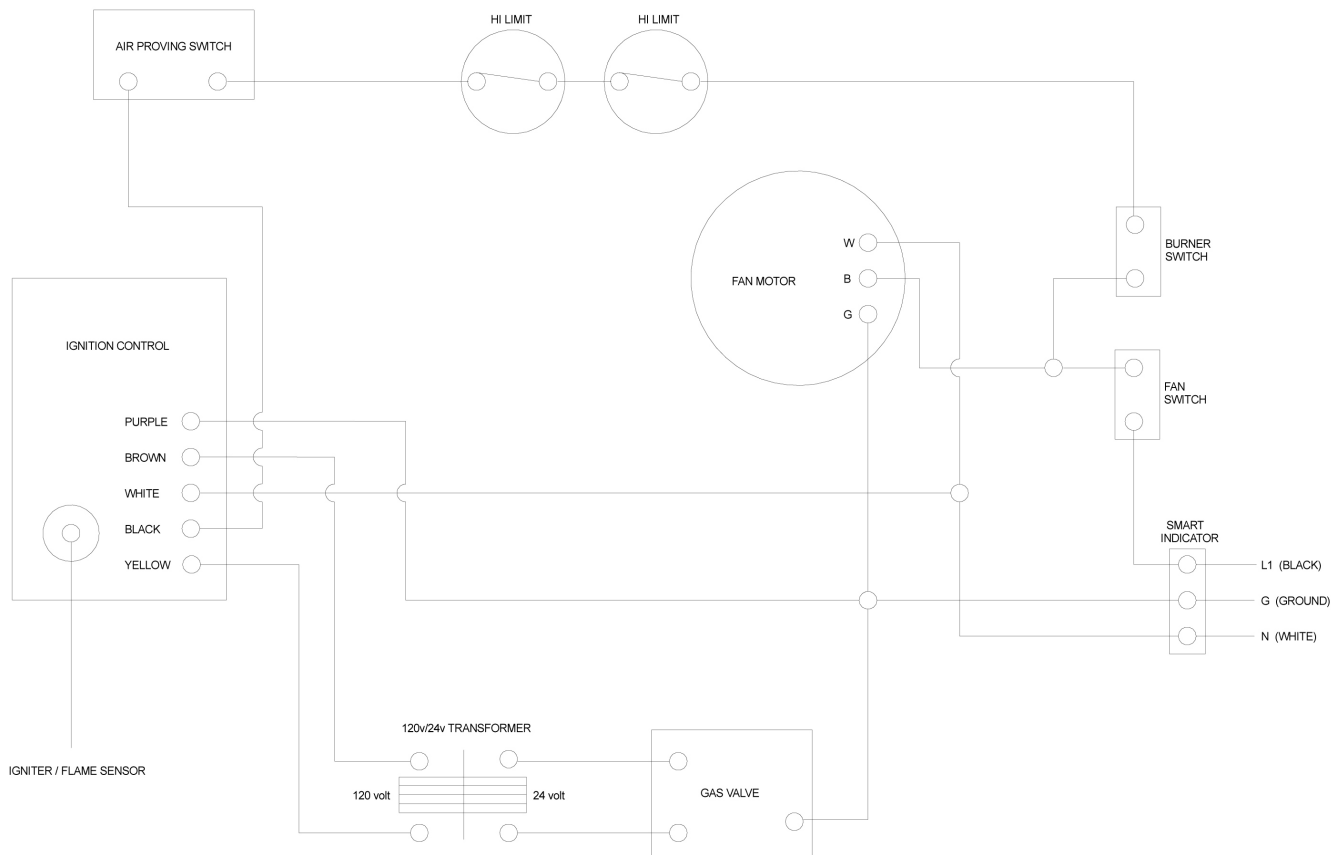 HI LIMIT
HI LIMIT
AIR PROVING SWITCH
W
B
G
FAN MOTOR
BURNER
SWITCH
FAN
SWITCH
IGNITION CONTROL
PURPLE
BROWN
WHITE
BLACK
YELLOW
SMART
INDICATOR
L1 (BLACK)
G (GROUND)
N (WHITE)
IGNITER / FLAME SENSOR
120v/24v TRANSFORMER
120 volt
24 volt
GAS VALVE